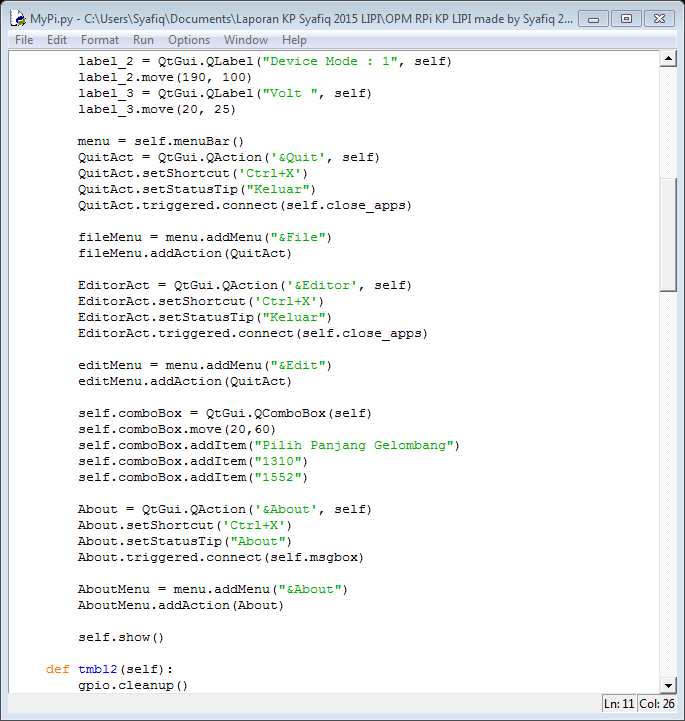 MyPi.py - C:\Users\Syafiq\Documents\Laporan KP Syafiq 2015 LIPI\OPM RPi KP LIPI made by Syafiq 2...
File Edit Format Run Options Windows Help
label_2 = QtGui.QLabel("Device Mode : 1", self)
label_2.move(190, 100)
label_3 = QtGui.QLabel("Volt ", self)
label_3.move(20, 25)
menu = self.menuBar()
QuitAct = QtGui.QAction('&Quit', self)
QuitAct.setShortcut('Ctrl+X')
QuitAct.setStatusTip("Keluar")
QuitAct.triggered.connect(self.close_apps)
fileMenu = menu.addMenu("&File")
fileMenu.addAction(QuitAct)
EditorAct = QtGui.QAction('&Editor', self)
EditorAct.setShortcut('Ctrl+X')
EditorAct.setStatusTip("Keluar")
EditorAct.triggered.connect(self.close_apps)
editMenu = menu.addMenu("&Edit")
editMenu.addAction(QuitAct)
self.comboBox = QtGui.QComboBox(self)
self.comboBox.move(20,60)
self.comboBox.addItem("Pilih Panjang Gelombang")
self.comboBox.addItem("1310")
self.comboBox.addItem("1552")
About = QtGui.QAction('&About', self)
About.setShortcut('Ctrl+X')
About.setStatusTip("About")
About.triggered.connect(self.msgbox)
AboutMenu = menu.addMenu("&About")
AboutMenu.addAction(About)
self.show()
def tmbl2(self):
gpio.cleanup()
Ln: 11 Col: 26